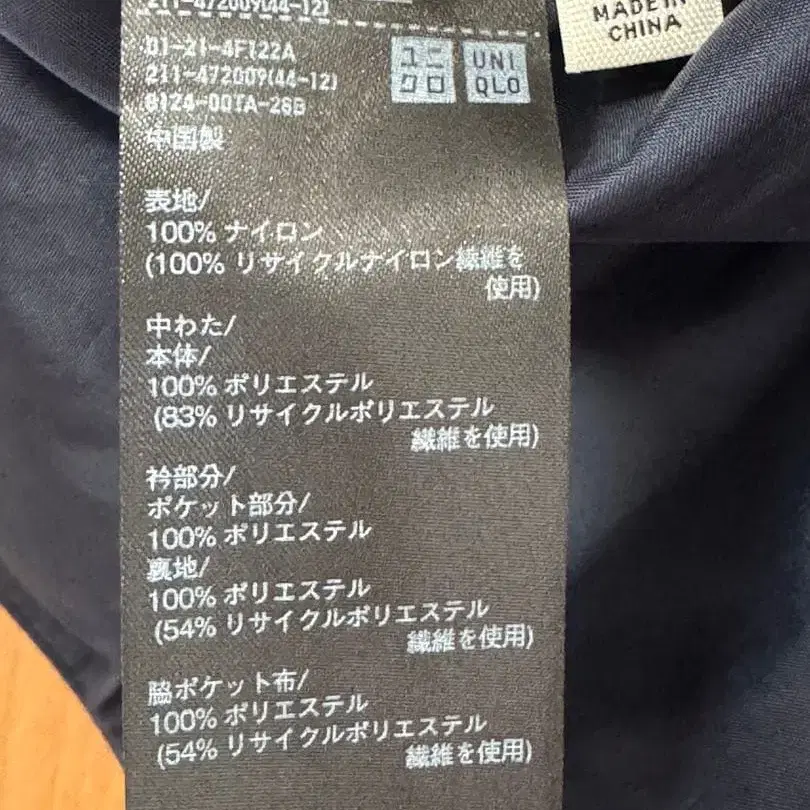 211-472009(44-12)
01-21-4F122A
211-472009(44-12)
8124-001A-28B
中国製
ユニ
クロ
UNI
QLO
MADE IN
CHINA
表地/
100% ナイロン
(100% リサイクルナイロン繊維を
使用)
中わた/
本体/
100% ポリエステル
(83% リサイクルポリエステル
繊維を使用)
衿部分/
ポケット部分/
100% ポリエステル
裏地/
100% ポリエステル
(54% リサイクルポリエステル
繊維を使用)
脇ポケット布/
100% ポリエステル
(54% リサイクルポリエステル
繊維を使用)